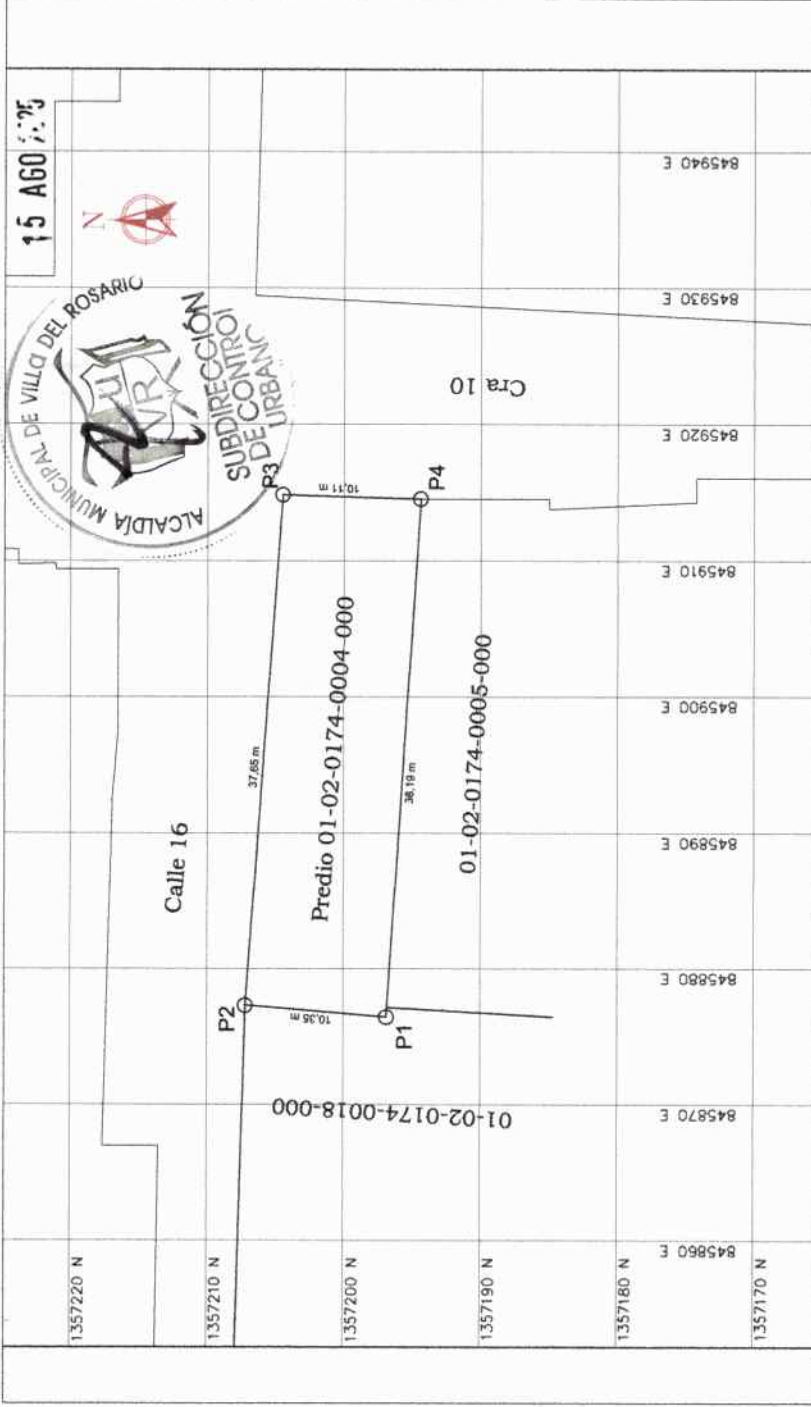 15 AGO
N
ALCALDÍA MUNICIPAL DE VILLA DEL ROSARIO
SUBDIRECCIÓN
DE CONTROL
URBANO
VR
1357220 N
1357210 N
1357200 N
1357190 N
1357180 N
1357170 N
Calle 16
Cra 10
P2
P3
37,65 m
10,11 m
10,35 m
Predio 01-02-0174-0004-000
P1
P4
38,19 m
01-02-0174-0005-000
01-02-0174-0018-000
845860 E
845870 E
845880 E
845890 E
845900 E
845910 E
845920 E
845930 E
845940 E